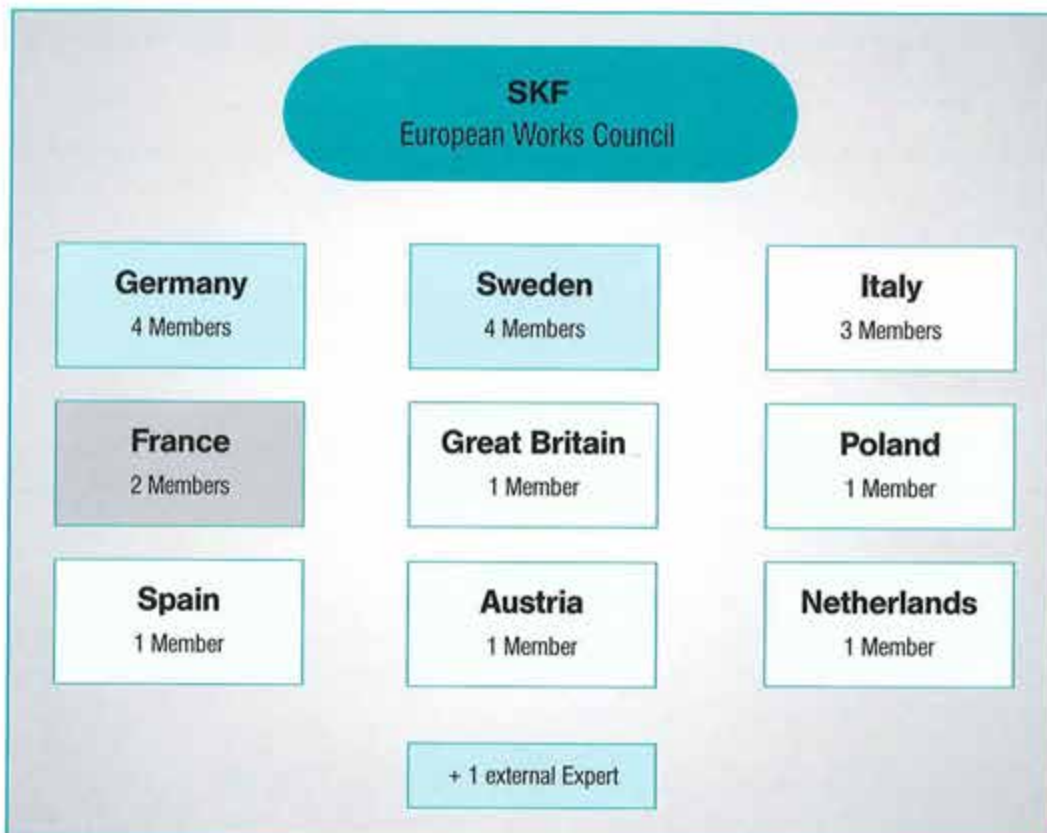 SKF
European Works Council
Germany
4 Members
Sweden
4 Members
Italy
3 Members
France
2 Members
Great Britain
1 Member
Poland
1 Member
Spain
1 Member
Austria
1 Member
Netherlands
1 Member
+ 1 external Expert